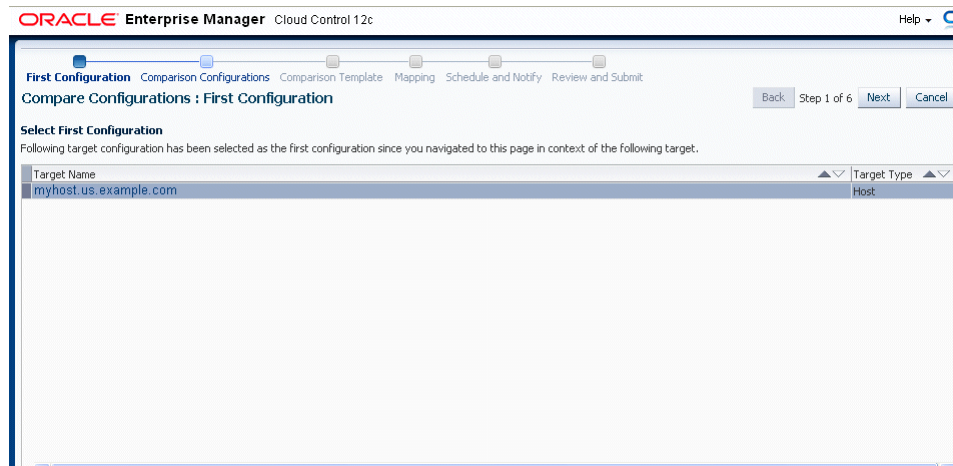 ORACLE Enterprise Manager Cloud Control 12c
Help
First Configuration Comparison Configurations Comparison Template Mapping Schedule and Notify Review and Submit
Compare Configurations : First Configuration
Back Step 1 of 6 Next Cancel
Select First Configuration
Following target configuration has been selected as the first configuration since you navigated to this page in context of the following target.
Target Name Target Type
myhost.us.example.com Host